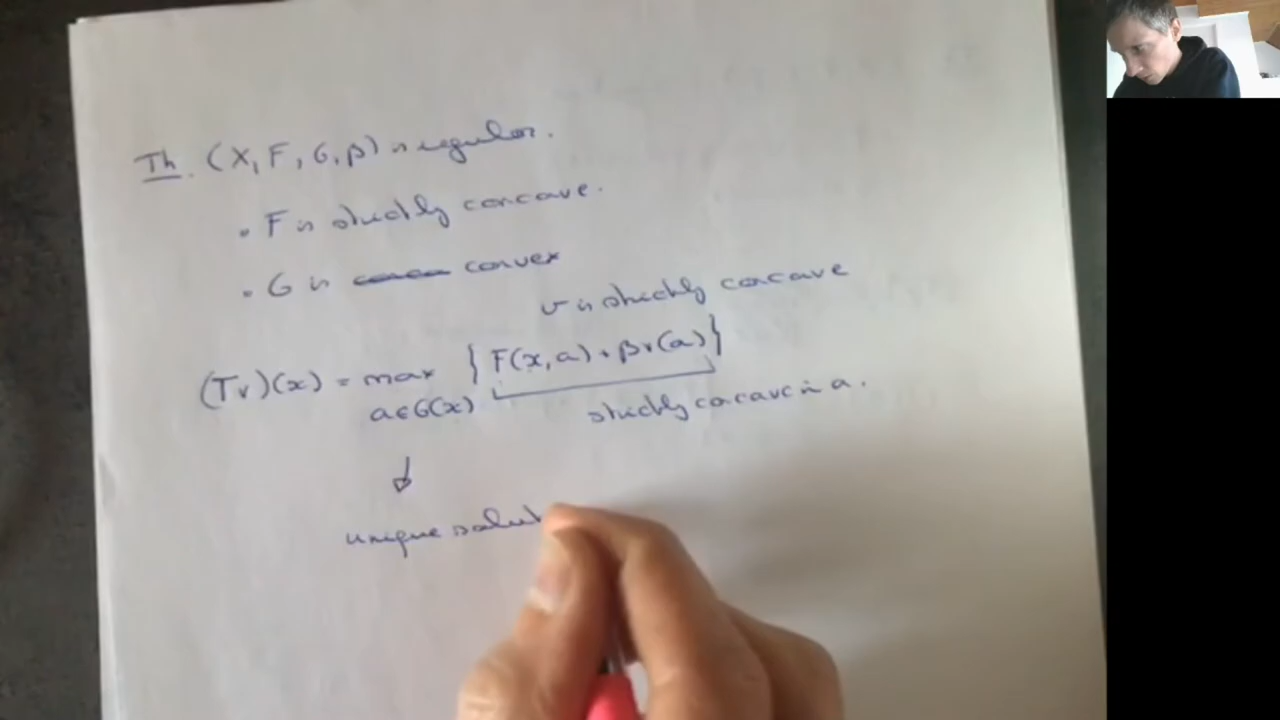 Th. (X, F, G, β) is regular.
• F is strictly concave.
• G is convex
v is strictly concave
(Tv)(x) = max { F(x,a) + βv(a) }
a∈G(x)
strictly concave in a.
↓
unique solut